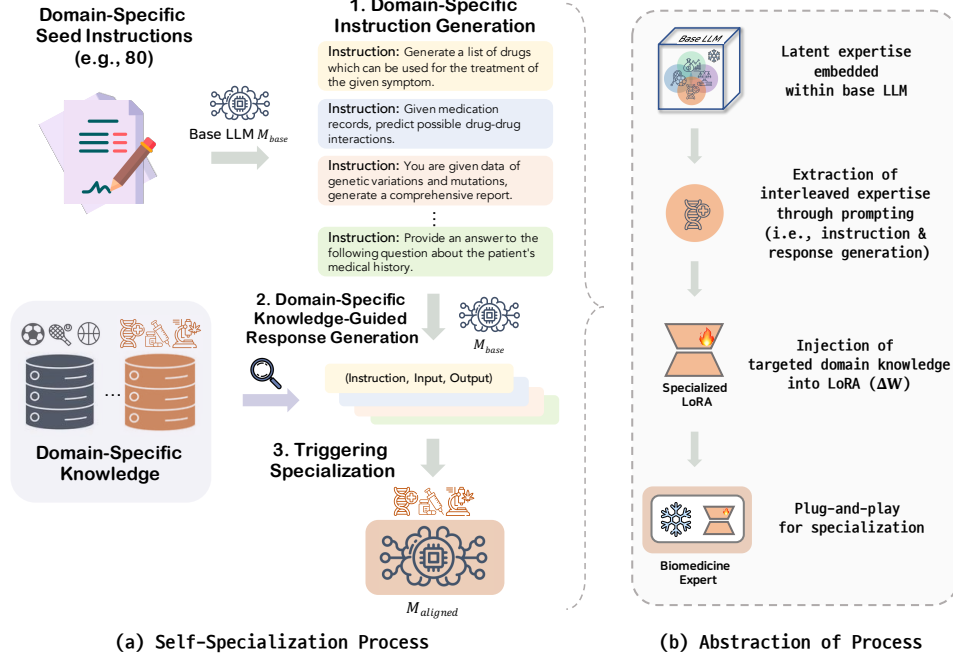 Domain-Specific
Seed Instructions
(e.g., 80)
Base LLM M_base
1. Domain-Specific
Instruction Generation
Instruction: Generate a list of drugs
which can be used for the treatment of
the given symptom.
Instruction: Given medication
records, predict possible drug-drug
interactions.
Instruction: You are given data of
genetic variations and mutations,
generate a comprehensive report.
⋮
Instruction: Provide an answer to the
following question about the patient's
medical history.
2. Domain-Specific
Knowledge-Guided
Response Generation
M_base
(Instruction, Input, Output)
...
Domain-Specific
Knowledge
3. Triggering
Specialization
M_aligned
(a) Self-Specialization Process
Base LLM
Latent expertise
embedded
within base LLM
Extraction of
interleaved expertise
through prompting
(i.e., instruction &
response generation)
Specialized
LoRA
Injection of
targeted domain knowledge
into LoRA (ΔW)
Biomedicine
Expert
Plug-and-play
for specialization
(b) Abstraction of Process